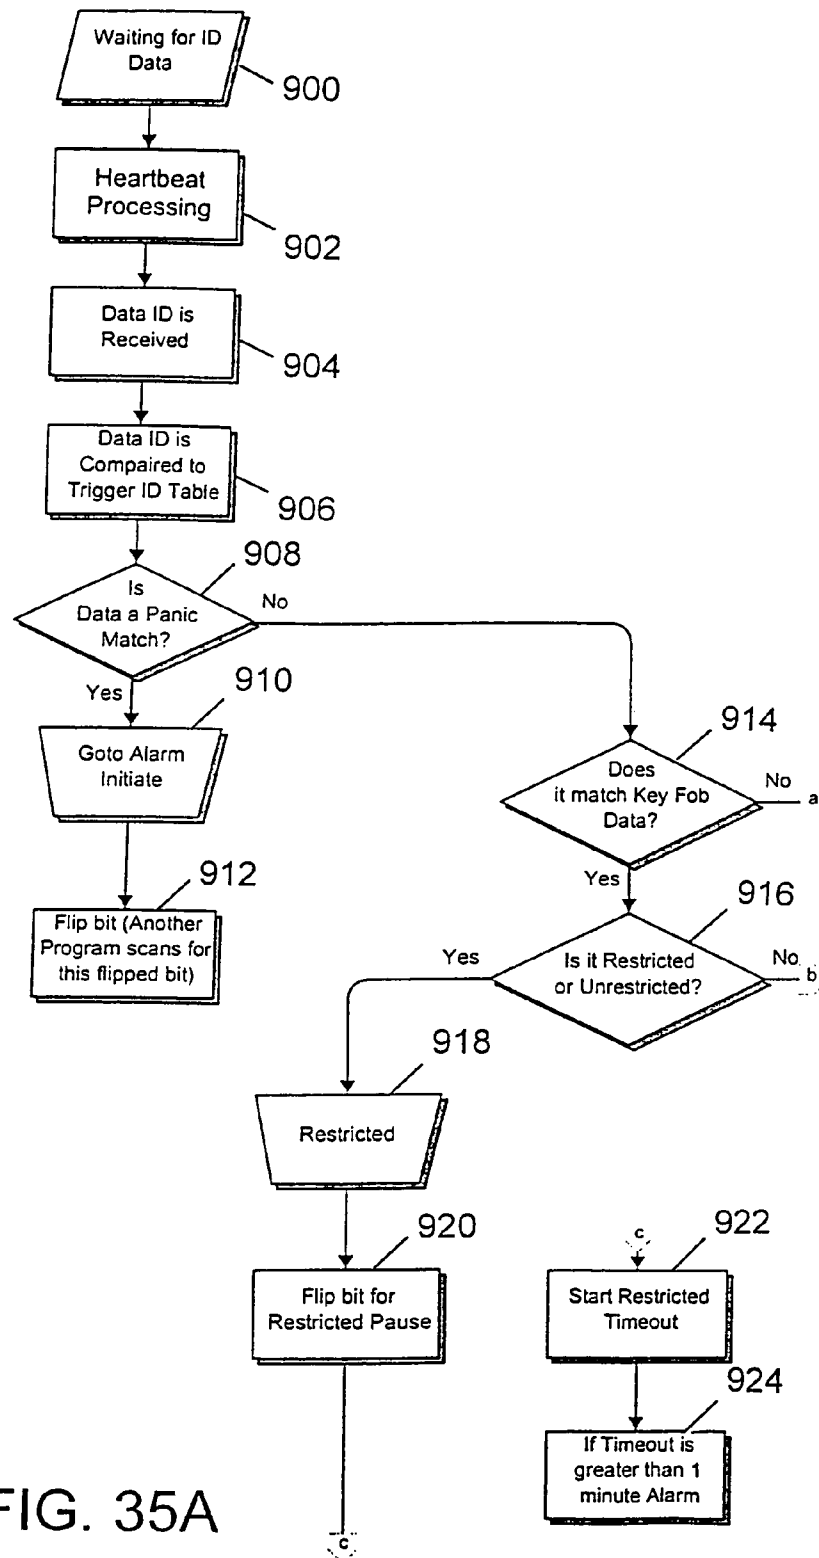 Waiting for ID
Data
900
Heartbeat
Processing
902
Data ID is
Received
904
Data ID is
Compaired to
Trigger ID Table
906
908
Is
Data a Panic
Match?
No
Yes
910
Goto Alarm
Initiate
912
Flip bit (Another
Program scans for
this flipped bit)
914
Does
it match Key Fob
Data?
No
a
Yes
916
Is it Restricted
or Unrestricted?
Yes
No
b
918
Restricted
920
Flip bit for
Restricted Pause
c
922
Start Restricted
Timeout
924
If Timeout is
greater than 1
minute Alarm
c
FIG. 35A